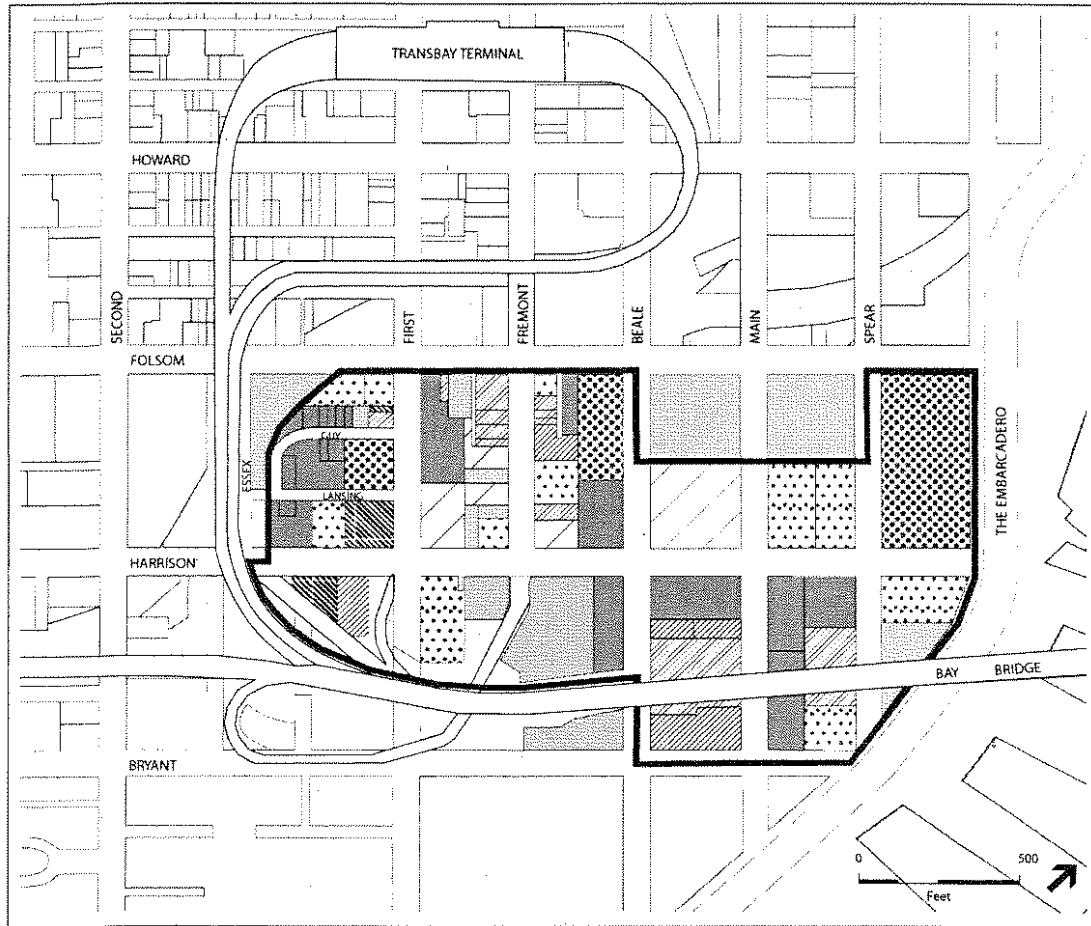 TRANSBAY TERMINAL
HOWARD
SECOND
FIRST
FREMONT
BEALE
MAIN
SPEAR
FOLSOM
ESSEX
GUY
LANSING
THE EMBARCADERO
HARRISON
BAY BRIDGE
BRYANT
0 500
Feet